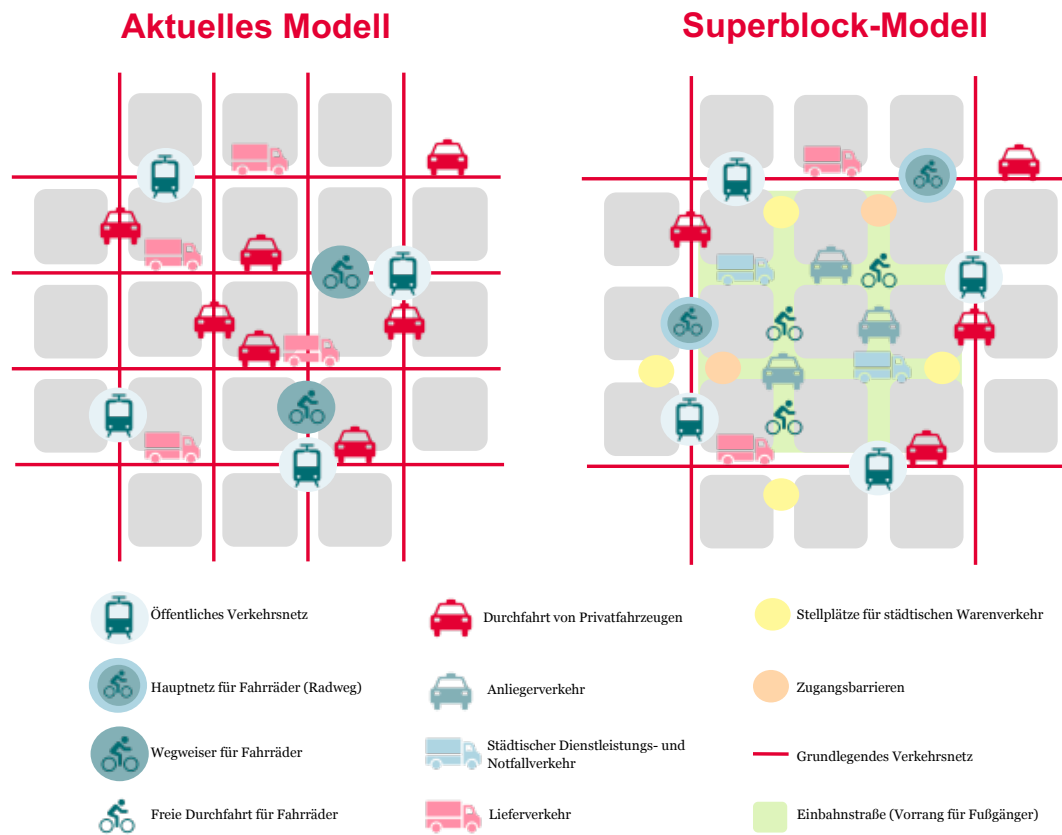 Aktuelles Modell
Superblock-Modell
Öffentliches Verkehrsnetz
Durchfahrt von Privatfahrzeugen
Stellplätze für städtischen Warenverkehr
Hauptnetz für Fahrräder (Radweg)
Anliegerverkehr
Zugangsbarrieren
Wegweiser für Fahrräder
Städtischer Dienstleistungs- und
Notfallverkehr
Grundlegendes Verkehrsnetz
Freie Durchfahrt für Fahrräder
Lieferverkehr
Einbahnstraße (Vorrang für Fußgänger)